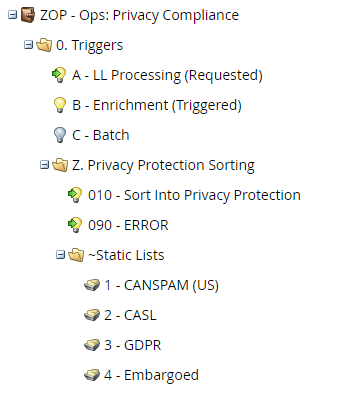 ZOP - Ops: Privacy Compliance
0. Triggers
A - LL Processing (Requested)
B - Enrichment (Triggered)
C - Batch
Z. Privacy Protection Sorting
010 - Sort Into Privacy Protection
090 - ERROR
~Static Lists
1 - CANSPAM (US)
2 - CASL
3 - GDPR
4 - Embargoed